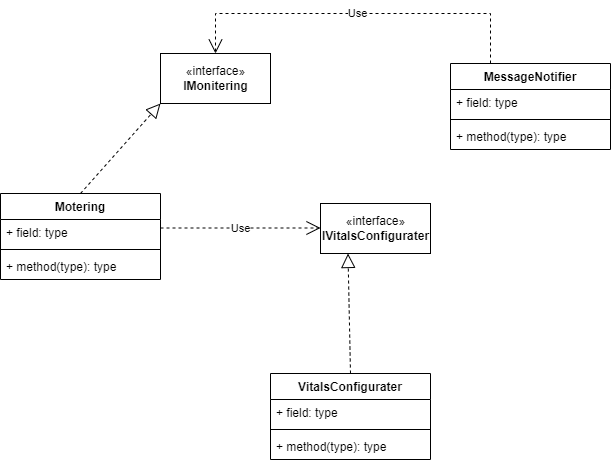 Use
«interface»
IMonitering
MessageNotifier
+ field: type
+ method(type): type
Motering
+ field: type
+ method(type): type
Use
«interface»
IVitalsConfigurater
VitalsConfigurater
+ field: type
+ method(type): type